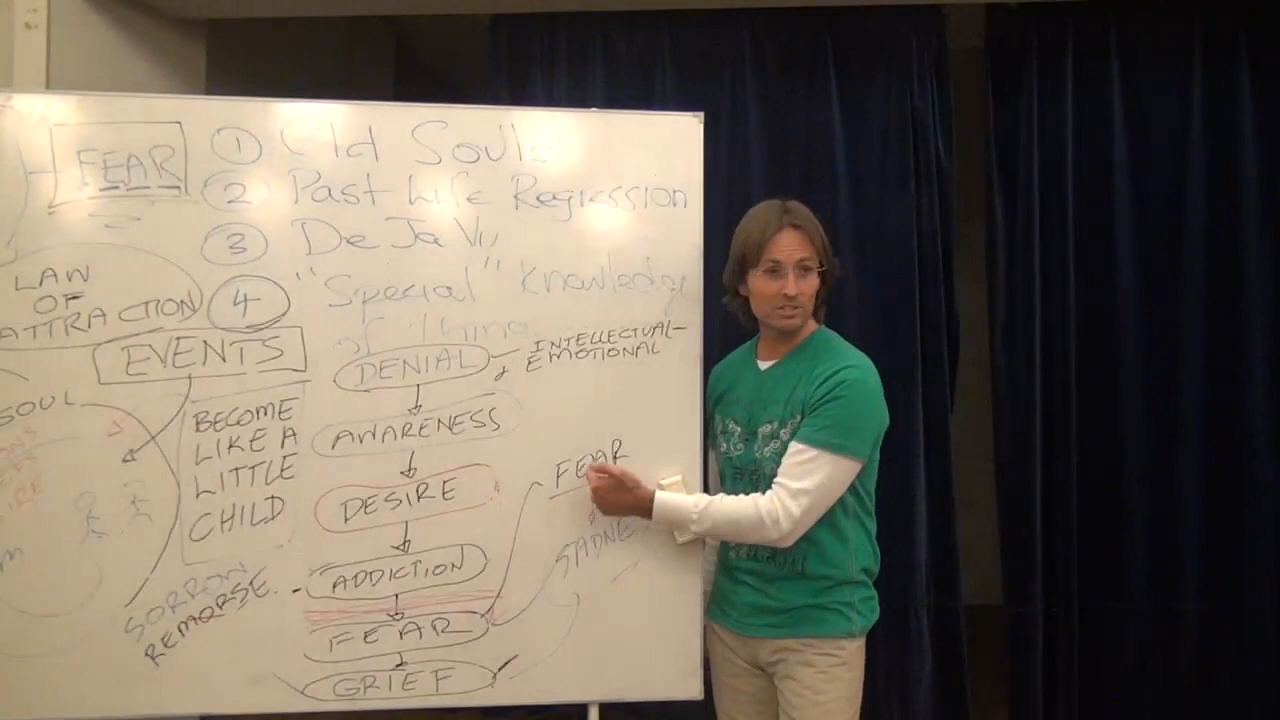 FEAR
① Old Soul
② Past Life Regression
③ De Ja Vu
④ "Special" Knowledge
of
LAW
OF
ATTRACTION
EVENTS
SOUL
BECOME
LIKE A
LITTLE
CHILD
SORROW
REMORSE.
DENIAL
INTELLECTUAL-
EMOTIONAL
AWARENESS
DESIRE
ADDICTION
FEAR
GRIEF
FEAR